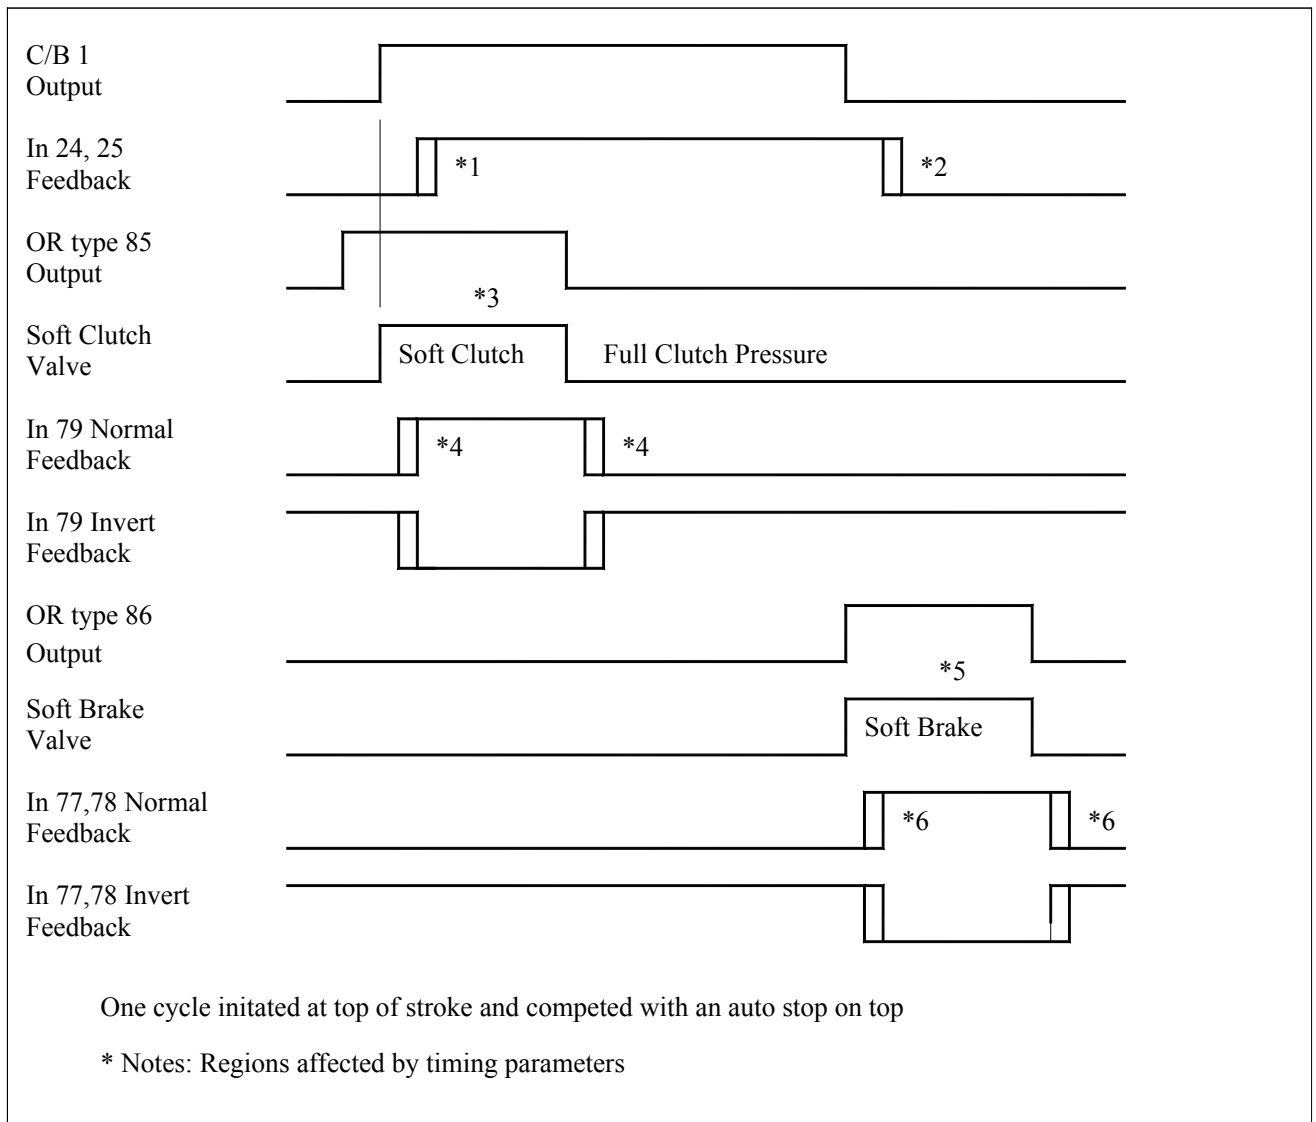 C/B 1
Output
In 24, 25
Feedback
*1
*2
OR type 85
Output
*3
Soft Clutch
Valve
Soft Clutch
Full Clutch Pressure
In 79 Normal
Feedback
*4
*4
In 79 Invert
Feedback
OR type 86
Output
*5
Soft Brake
Valve
Soft Brake
In 77,78 Normal
Feedback
*6
*6
In 77,78 Invert
Feedback
One cycle initated at top of stroke and competed with an auto stop on top
* Notes: Regions affected by timing parameters